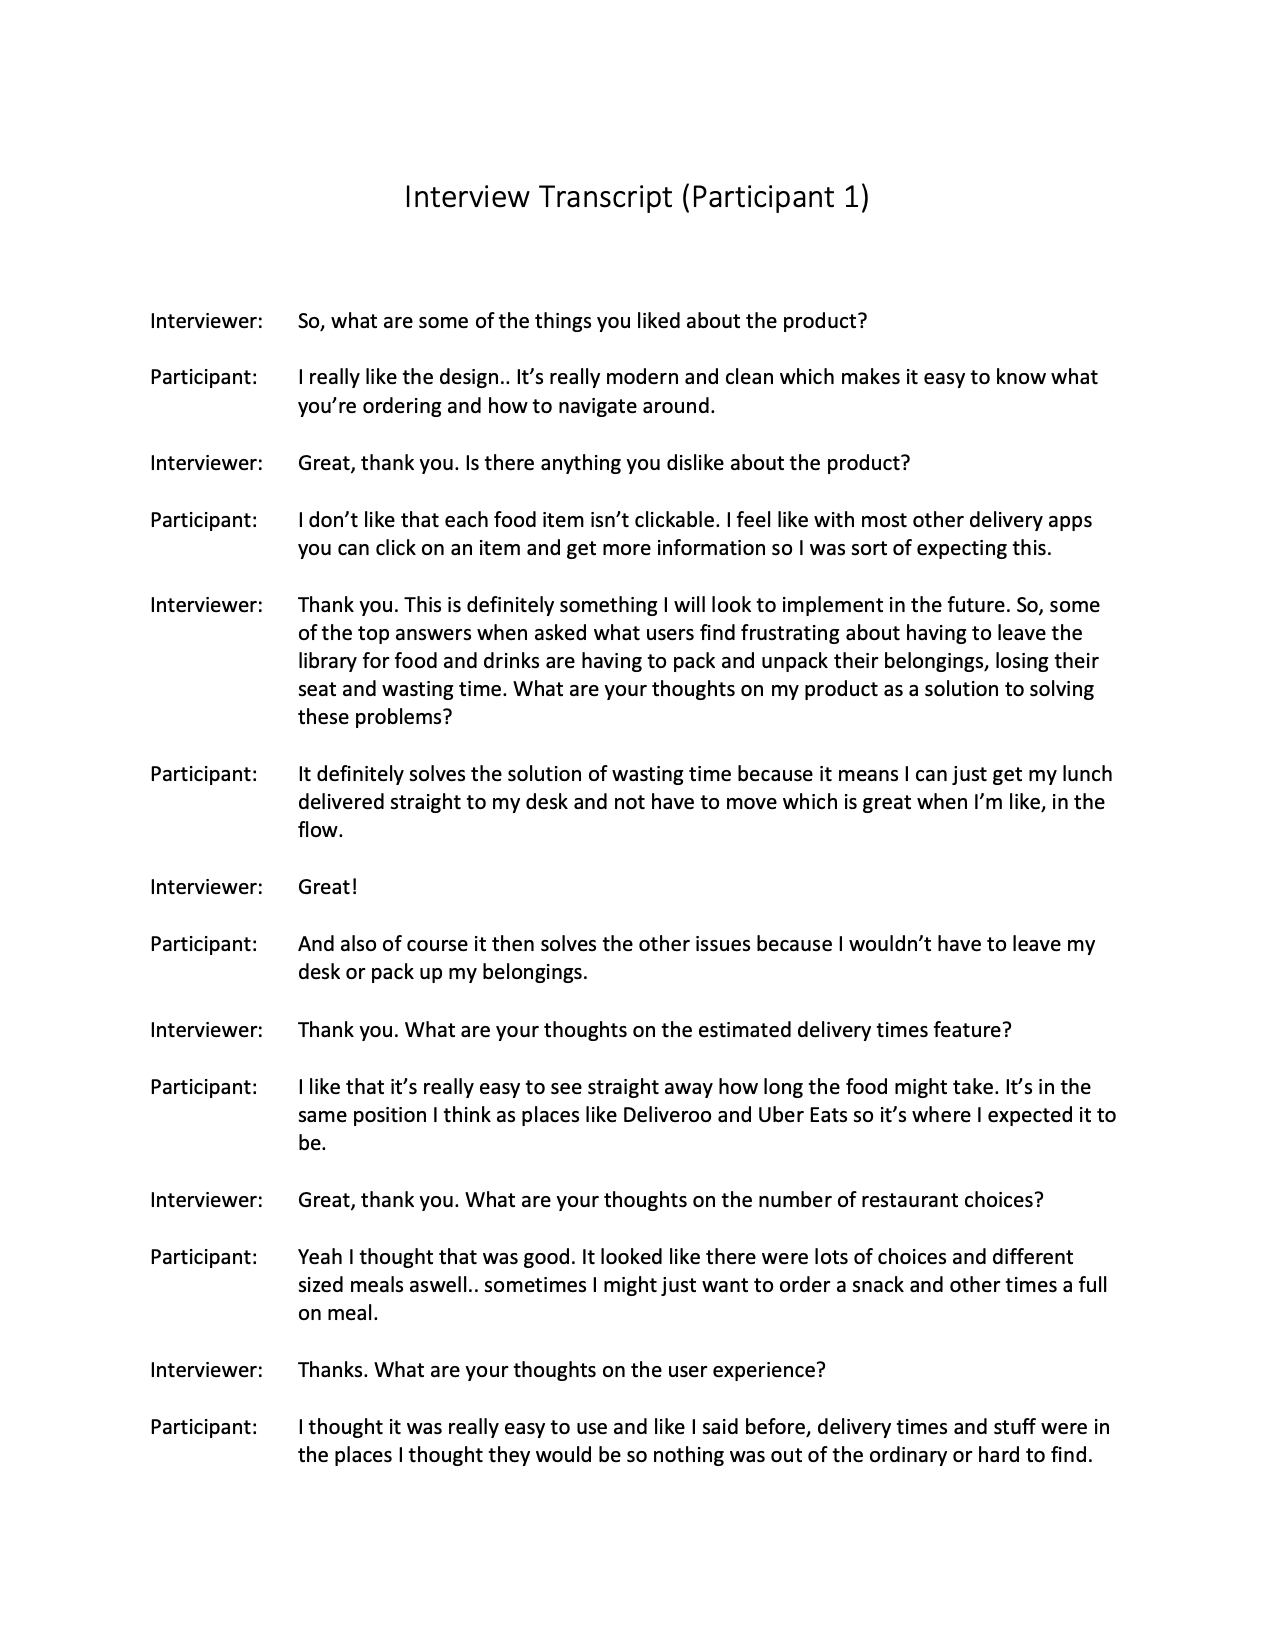 Interview Transcript (Participant 1)
Interviewer: So, what are some of the things you liked about the product?
Participant: I really like the design.. It’s really modern and clean which makes it easy to know what
you’re ordering and how to navigate around.
Interviewer: Great, thank you. Is there anything you dislike about the product?
Participant: I don’t like that each food item isn’t clickable. I feel like with most other delivery apps
you can click on an item and get more information so I was sort of expecting this.
Interviewer: Thank you. This is definitely something I will look to implement in the future. So, some
of the top answers when asked what users find frustrating about having to leave the
library for food and drinks are having to pack and unpack their belongings, losing their
seat and wasting time. What are your thoughts on my product as a solution to solving
these problems?
Participant: It definitely solves the solution of wasting time because it means I can just get my lunch
delivered straight to my desk and not have to move which is great when I’m like, in the
flow.
Interviewer: Great!
Participant: And also of course it then solves the other issues because I wouldn’t have to leave my
desk or pack up my belongings.
Interviewer: Thank you. What are your thoughts on the estimated delivery times feature?
Participant: I like that it’s really easy to see straight away how long the food might take. It’s in the
same position I think as places like Deliveroo and Uber Eats so it’s where I expected it to
be.
Interviewer: Great, thank you. What are your thoughts on the number of restaurant choices?
Participant: Yeah I thought that was good. It looked like there were lots of choices and different
sized meals aswell.. sometimes I might just want to order a snack and other times a full
on meal.
Interviewer: Thanks. What are your thoughts on the user experience?
Participant: I thought it was really easy to use and like I said before, delivery times and stuff were in
the places I thought they would be so nothing was out of the ordinary or hard to find.